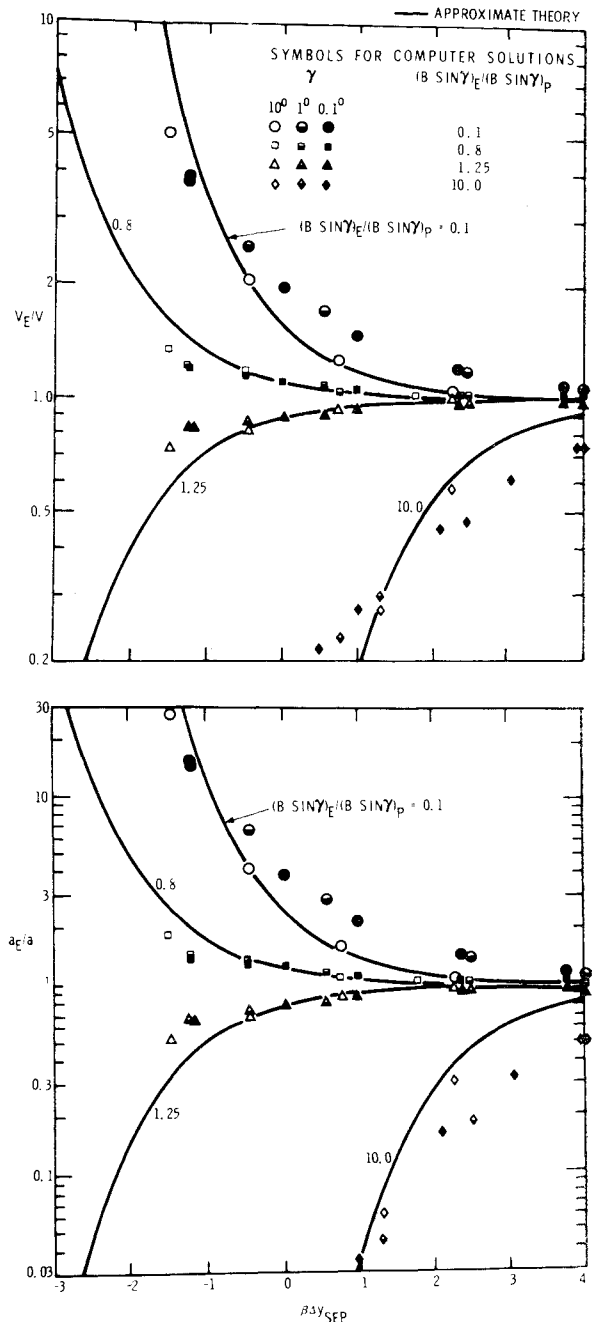 APPROXIMATE THEORY
SYMBOLS FOR COMPUTER SOLUTIONS
γ (B SINγ)E/(B SINγ)P
10° 1° 0.1°
0.1
0.8
1.25
10.0
10
5
2
1.0
0.5
0.2
VE/V
0.8
(B SINγ)E/(B SINγ)P = 0.1
1.25
10.0
30
10
3
1
0.3
0.1
0.03
aE/a
(B SINγ)E/(B SINγ)P = 0.1
0.8
1.25
10.0
-3 -2 -1 0 1 2 3 4
βΔySEP